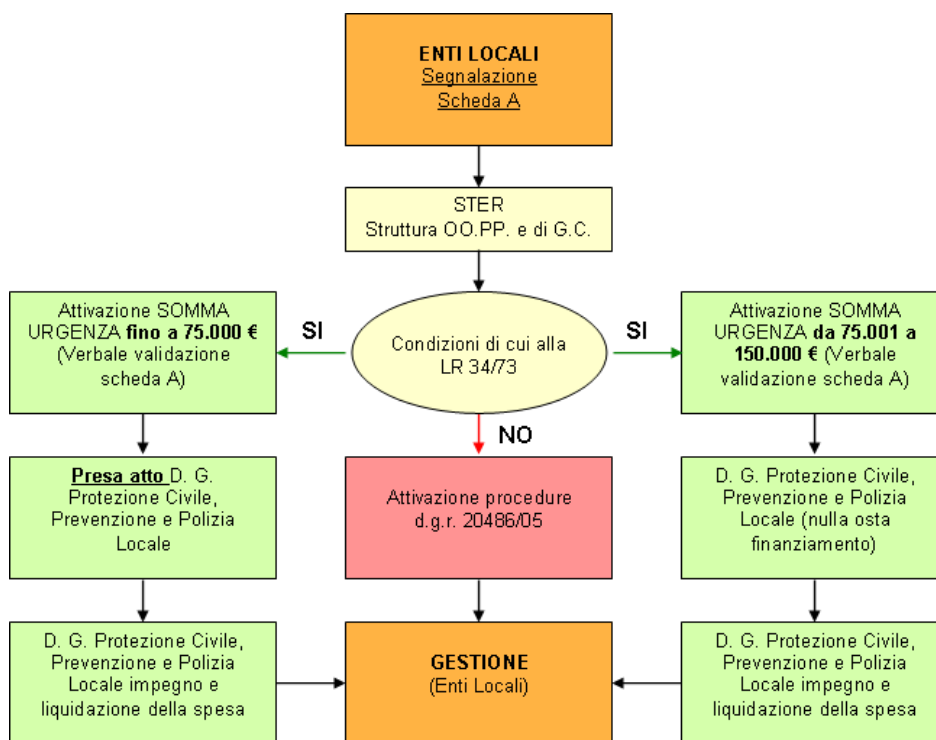 ENTI LOCALI
Segnalazione
Scheda A
STER
Struttura OO.PP. e di G.C.
Attivazione SOMMA
URGENZA fino a 75.000 €
(Verbale validazione
scheda A)
SI
Condizioni di cui alla
LR 34/73
SI
Attivazione SOMMA
URGENZA da 75.001 a
150.000 € (Verbale
validazione scheda A)
NO
Presa atto D. G.
Protezione Civile,
Prevenzione e Polizia
Locale
Attivazione procedure
d.g.r. 20486/05
D. G. Protezione Civile,
Prevenzione e Polizia
Locale (nulla osta
finanziamento)
D. G. Protezione Civile,
Prevenzione e Polizia
Locale impegno e
liquidazione della spesa
GESTIONE
(Enti Locali)
D. G. Protezione Civile,
Prevenzione e Polizia
Locale impegno e
liquidazione della spesa